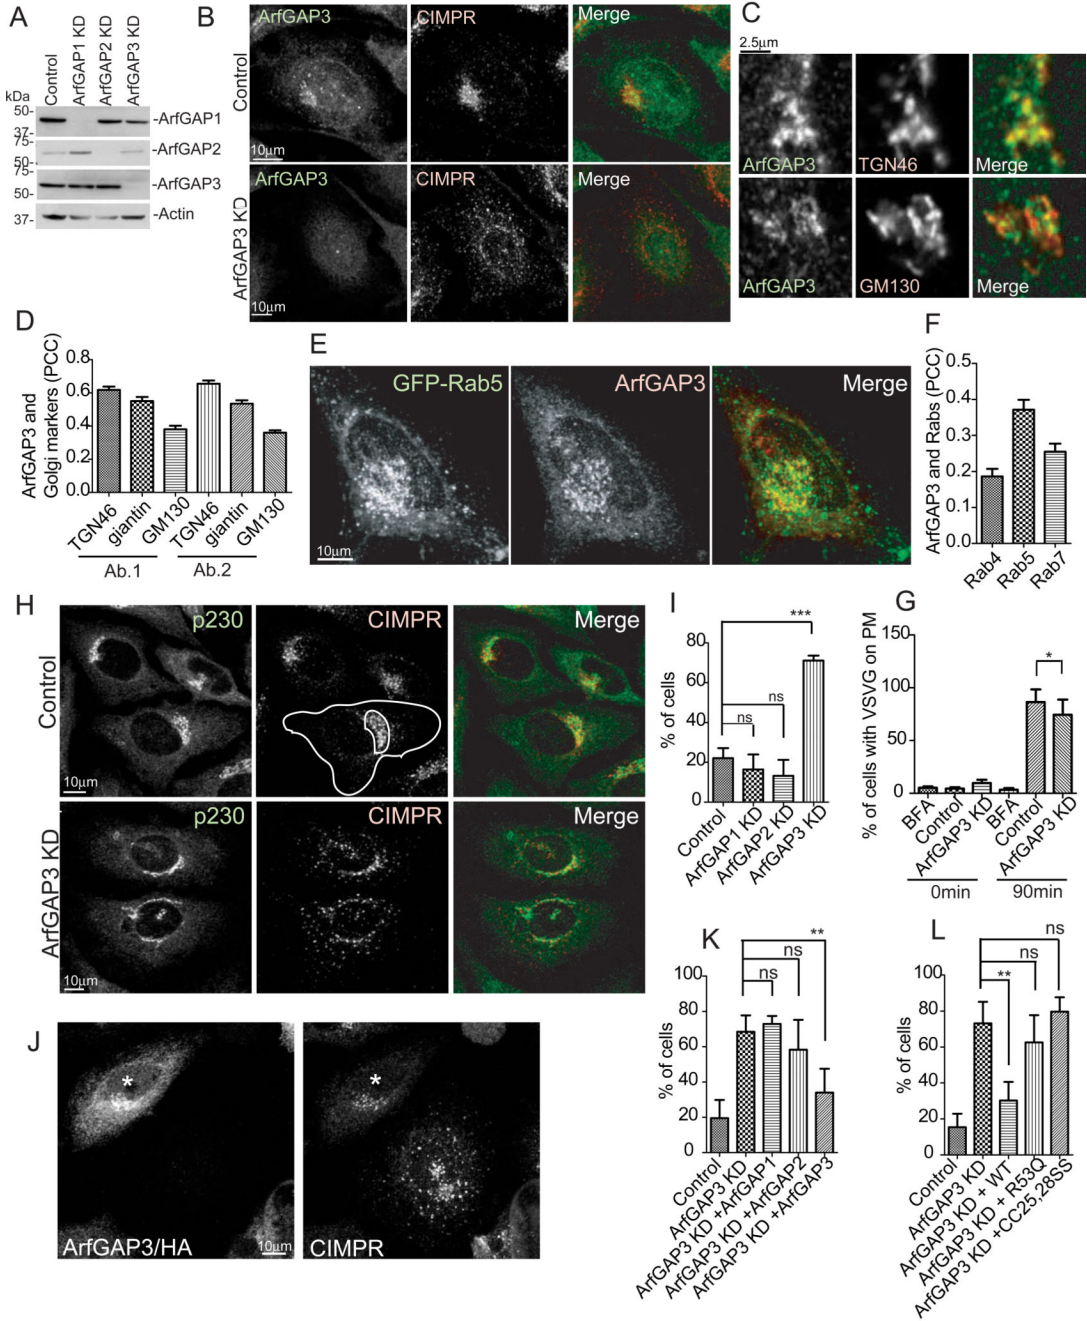 A
Control
ArfGAP1 KD
ArfGAP2 KD
ArfGAP3 KD
kDa
50-
37-
-ArfGAP1
75-
50-
-ArfGAP2
75-
50-
-ArfGAP3
37-
-Actin
B
ArfGAP3
CIMPR
Merge
Control
10μm
ArfGAP3
CIMPR
Merge
ArfGAP3 KD
10μm
C
2.5μm
ArfGAP3
TGN46
Merge
ArfGAP3
GM130
Merge
D
ArfGAP3 and
Golgi markers (PCC)
0.8
0.6
0.4
0.2
0.0
TGN46
giantin
GM130
TGN46
giantin
GM130
Ab.1
Ab.2
E
GFP-Rab5
ArfGAP3
Merge
10μm
F
ArfGAP3 and Rabs (PCC)
0.5
0.4
0.3
0.2
0.1
0.0
Rab4
Rab5
Rab7
H
p230
CIMPR
Merge
Control
10μm
p230
CIMPR
Merge
ArfGAP3 KD
10μm
I
% of cells
80
60
40
20
0
ns
ns
***
Control
ArfGAP1 KD
ArfGAP2 KD
ArfGAP3 KD
G
% of cells with VSVG on PM
150
100
50
0
*
BFA
Control
ArfGAP3 KD
BFA
Control
ArfGAP3 KD
0min
90min
J
*
ArfGAP3/HA
10μm
*
CIMPR
K
% of cells
100
80
60
40
20
0
ns
ns
**
Control
ArfGAP3 KD
ArfGAP3 KD +ArfGAP1
ArfGAP3 KD +ArfGAP2
ArfGAP3 KD +ArfGAP3
L
% of cells
100
80
60
40
20
0
**
ns
ns
Control
ArfGAP3 KD
ArfGAP3 KD + WT
ArfGAP3 KD + R53Q
ArfGAP3 KD +CC25,28SS